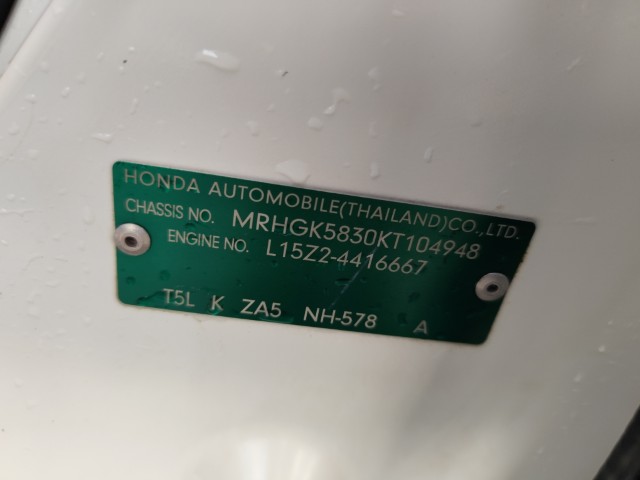 HONDA AUTOMOBILE(THAILAND)CO.,LTD.
CHASSIS NO. MRHGK5830KT104948
ENGINE NO. L15Z2-4416667
T5L K ZA5 NH-578 A